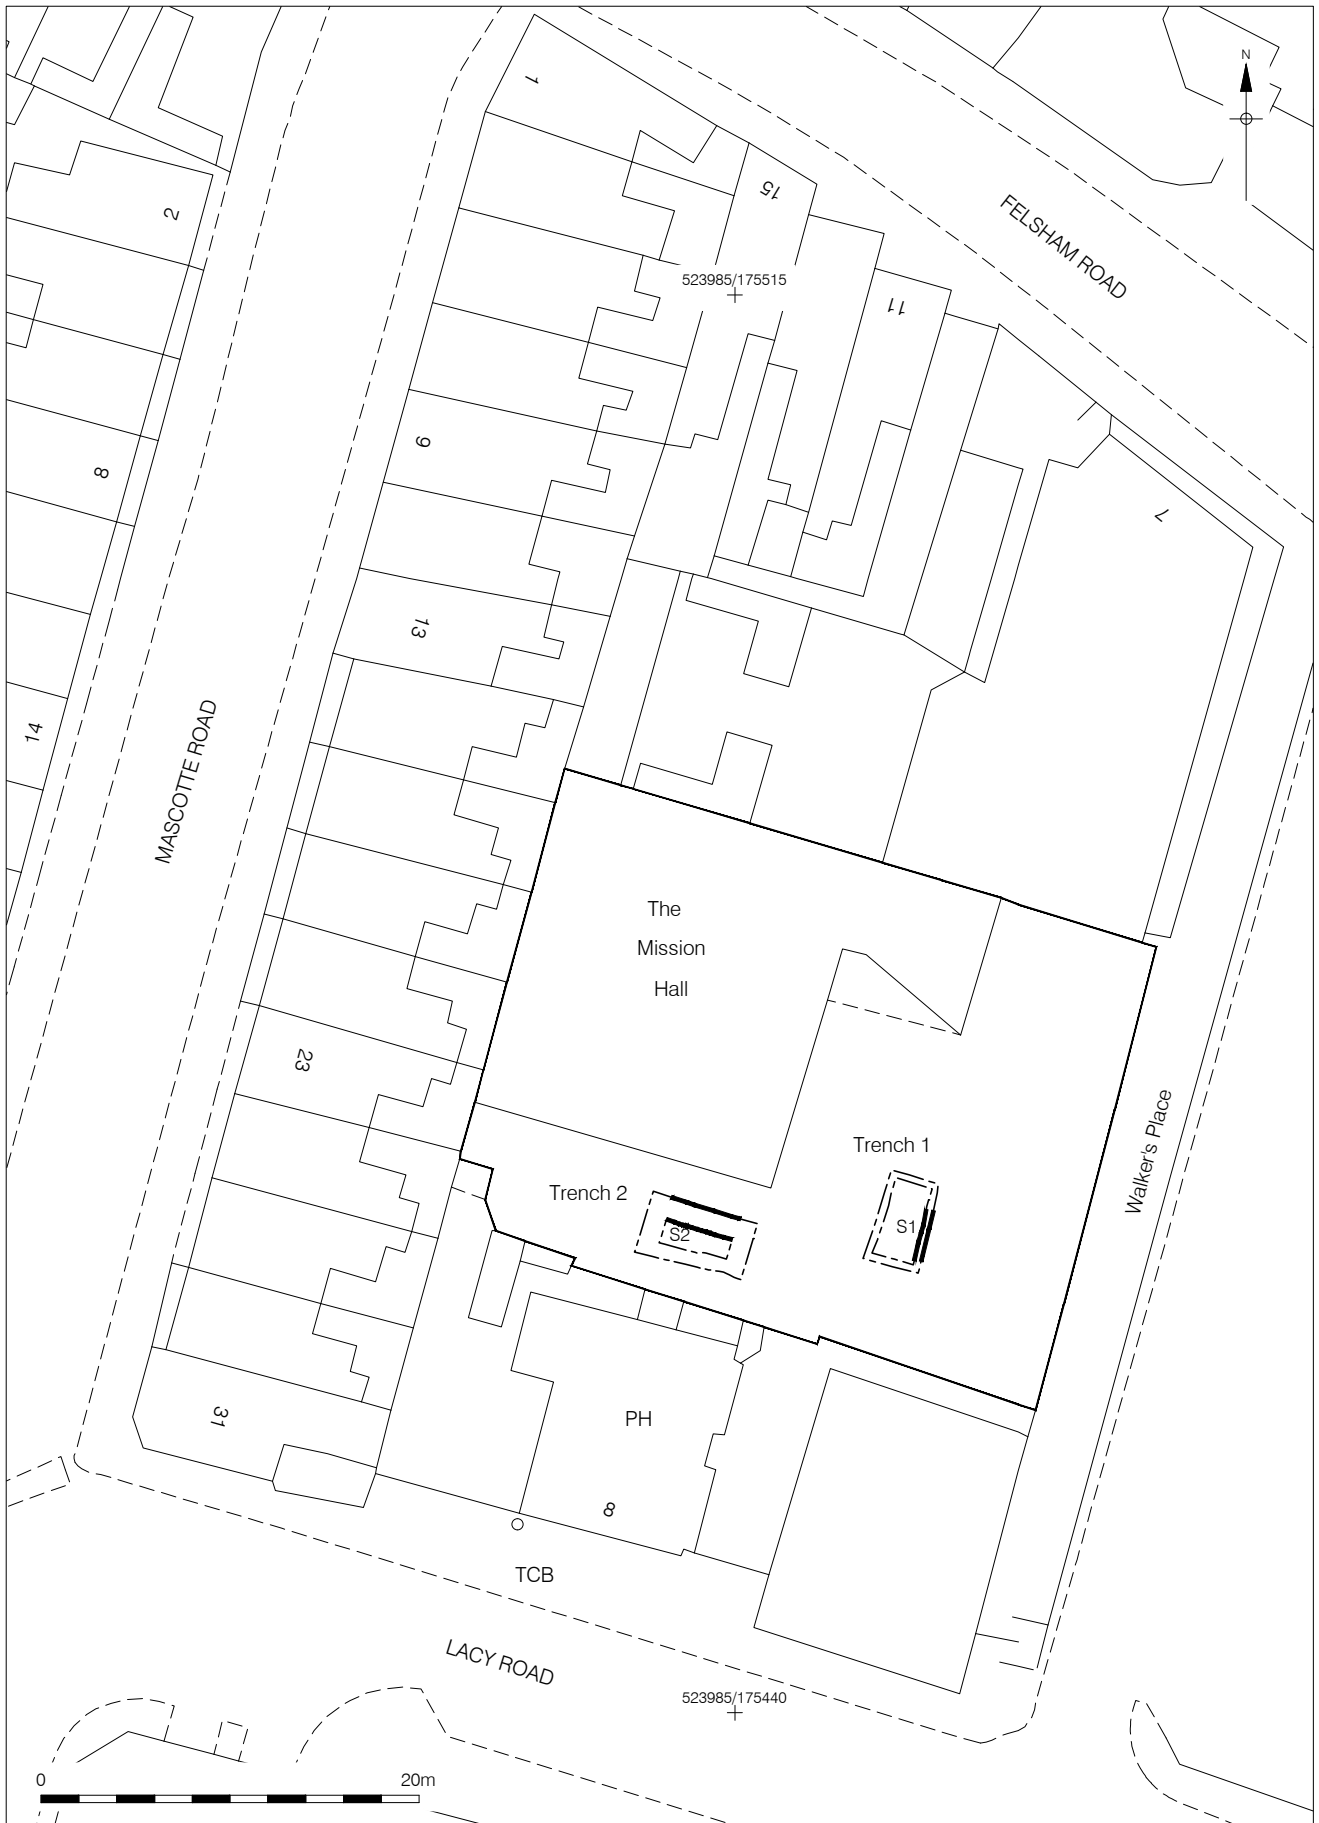 N
1
15
2
FELSHAM ROAD
523985/175515
11
9
8
7
13
14
MASCOTTE ROAD
The
Mission
Hall
23
Walker's Place
Trench 1
Trench 2
S1
S2
31
PH
8
TCB
LACY ROAD
523985/175440
0 20m